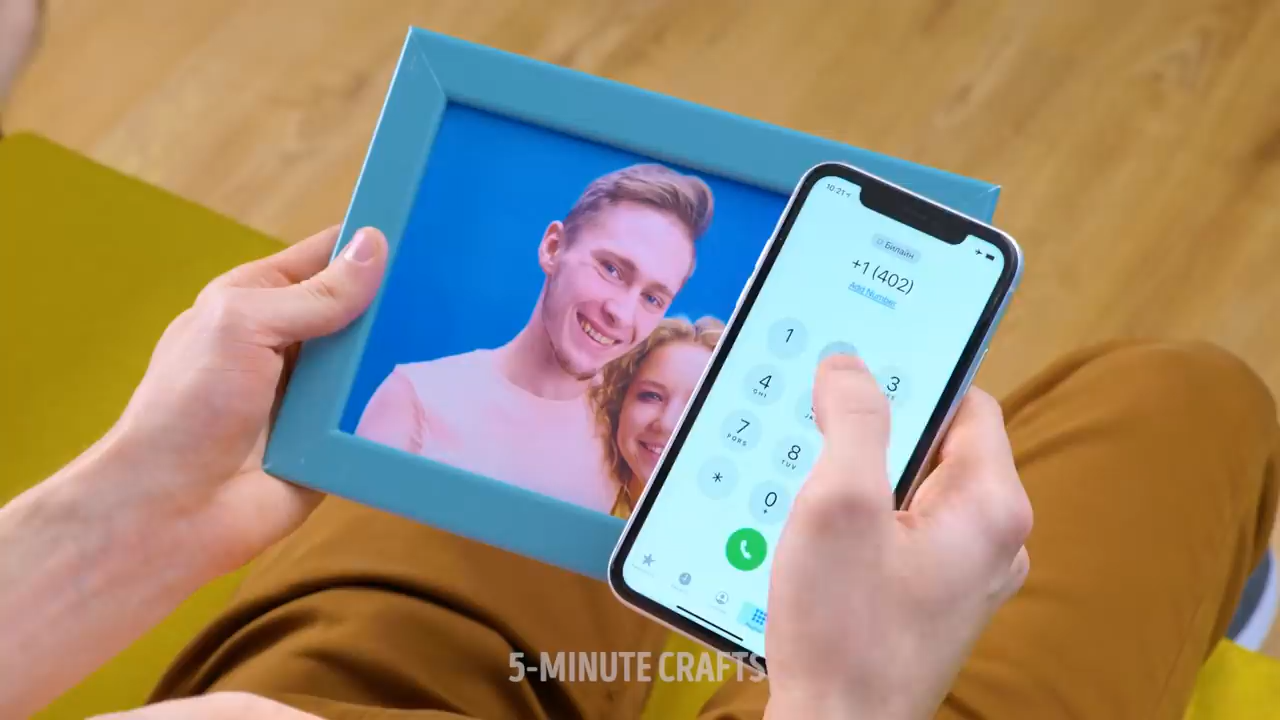 10:21
Билайн
+1 (402)
Add Number
1
3
4
GHI
7
PQRS
8
TUV
*
0
+
5-MINUTE CRAFTS